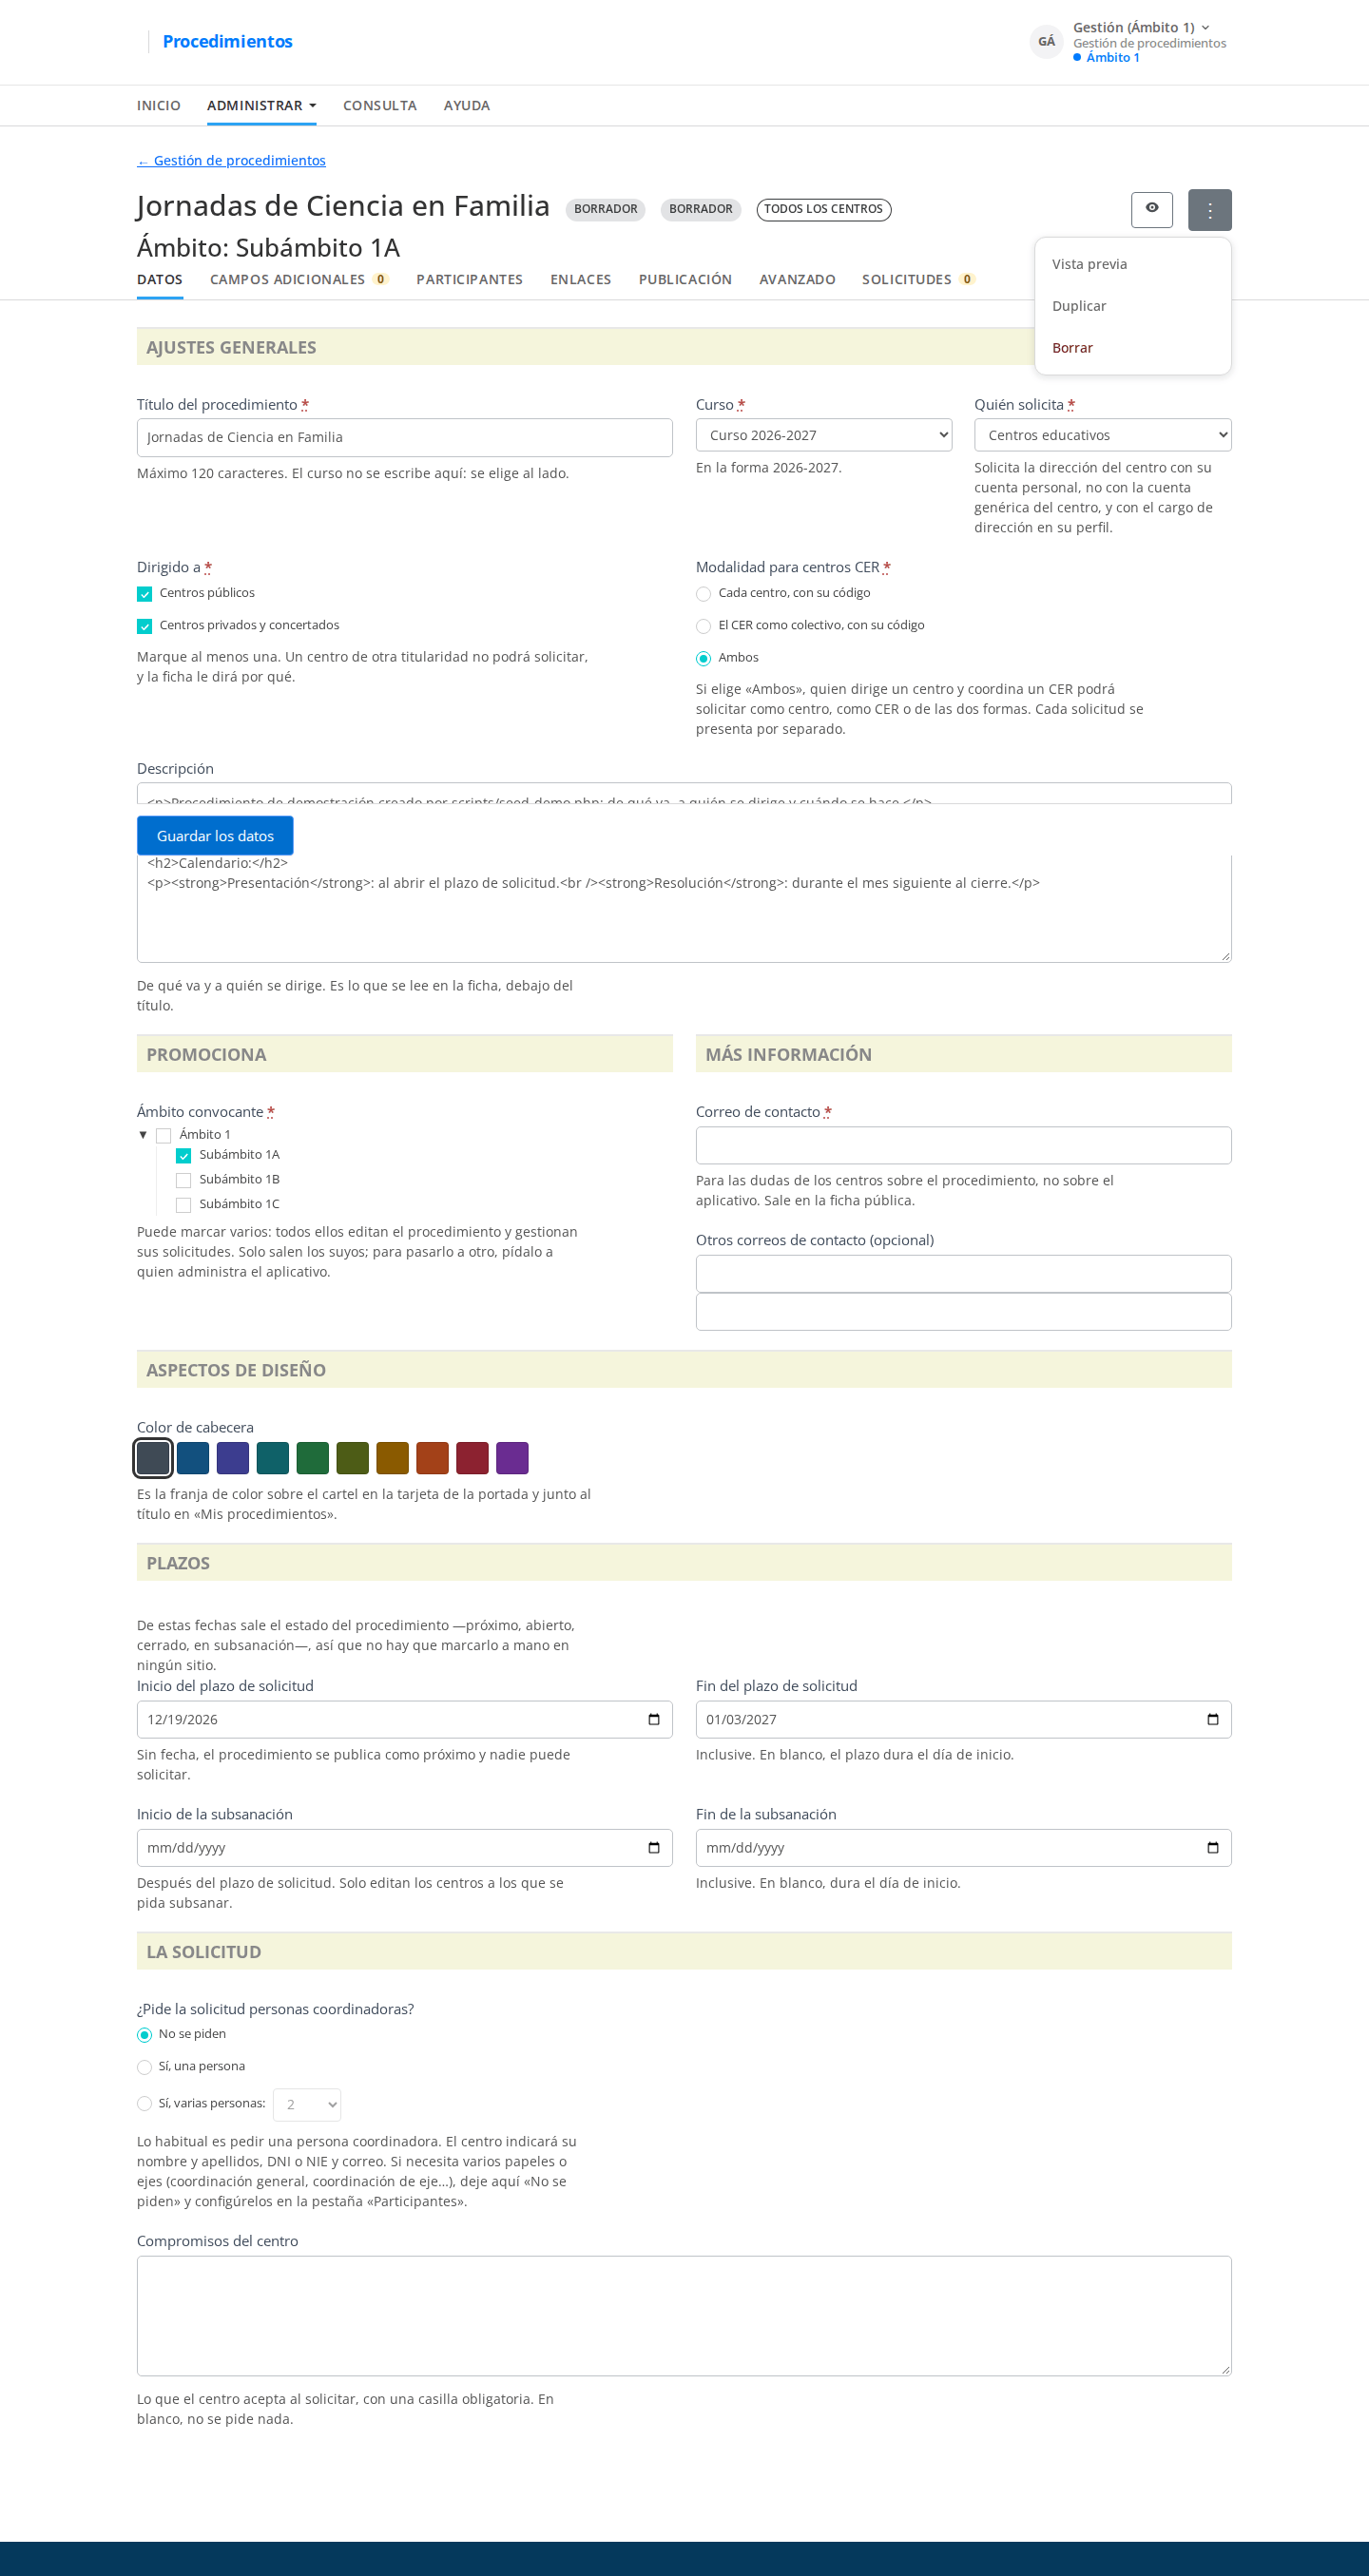 Procedimientos
GÁ
Gestión (Ámbito 1)
Gestión de procedimientos
Ámbito 1
INICIO
ADMINISTRAR
CONSULTA
AYUDA
← Gestión de procedimientos
Jornadas de Ciencia en Familia BORRADOR BORRADOR TODOS LOS CENTROS
⋮
Ámbito: Subámbito 1A
DATOS
CAMPOS ADICIONALES 0
PARTICIPANTES
ENLACES
PUBLICACIÓN
AVANZADO
SOLICITUDES 0
Vista previa
Duplicar
Borrar
AJUSTES GENERALES
Título del procedimiento *
Jornadas de Ciencia en Familia
Máximo 120 caracteres. El curso no se escribe aquí: se elige al lado.
Curso *
Curso 2026-2027
En la forma 2026-2027.
Quién solicita *
Centros educativos
Solicita la dirección del centro con su
cuenta personal, no con la cuenta
genérica del centro, y con el cargo de
dirección en su perfil.
Dirigido a *
Centros públicos
Centros privados y concertados
Marque al menos una. Un centro de otra titularidad no podrá solicitar,
y la ficha le dirá por qué.
Modalidad para centros CER *
Cada centro, con su código
El CER como colectivo, con su código
Ambos
Si elige «Ambos», quien dirige un centro y coordina un CER podrá
solicitar como centro, como CER o de las dos formas. Cada solicitud se
presenta por separado.
Descripción
<p>Procedimiento de demostración creado por scripts/seed-demo.php: de qué va, a quién se dirige y cuándo se hace.</p>
Guardar los datos
<h2>Calendario:</h2>
<p><strong>Presentación</strong>: al abrir el plazo de solicitud.<br /><strong>Resolución</strong>: durante el mes siguiente al cierre.</p>
De qué va y a quién se dirige. Es lo que se lee en la ficha, debajo del
título.
PROMOCIONA
Ámbito convocante *
▼ Ámbito 1
Subámbito 1A
Subámbito 1B
Subámbito 1C
Puede marcar varios: todos ellos editan el procedimiento y gestionan
sus solicitudes. Solo salen los suyos; para pasarlo a otro, pídalo a
quien administra el aplicativo.
MÁS INFORMACIÓN
Correo de contacto *
Para las dudas de los centros sobre el procedimiento, no sobre el
aplicativo. Sale en la ficha pública.
Otros correos de contacto (opcional)
ASPECTOS DE DISEÑO
Color de cabecera
Es la franja de color sobre el cartel en la tarjeta de la portada y junto al
título en «Mis procedimientos».
PLAZOS
De estas fechas sale el estado del procedimiento —próximo, abierto,
cerrado, en subsanación—, así que no hay que marcarlo a mano en
ningún sitio.
Inicio del plazo de solicitud
12/19/2026
Sin fecha, el procedimiento se publica como próximo y nadie puede
solicitar.
Fin del plazo de solicitud
01/03/2027
Inclusive. En blanco, el plazo dura el día de inicio.
Inicio de la subsanación
mm/dd/yyyy
Después del plazo de solicitud. Solo editan los centros a los que se
pida subsanar.
Fin de la subsanación
mm/dd/yyyy
Inclusive. En blanco, dura el día de inicio.
LA SOLICITUD
¿Pide la solicitud personas coordinadoras?
No se piden
Sí, una persona
Sí, varias personas: 2
Lo habitual es pedir una persona coordinadora. El centro indicará su
nombre y apellidos, DNI o NIE y correo. Si necesita varios papeles o
ejes (coordinación general, coordinación de eje…), deje aquí «No se
piden» y configúrelos en la pestaña «Participantes».
Compromisos del centro
Lo que el centro acepta al solicitar, con una casilla obligatoria. En
blanco, no se pide nada.